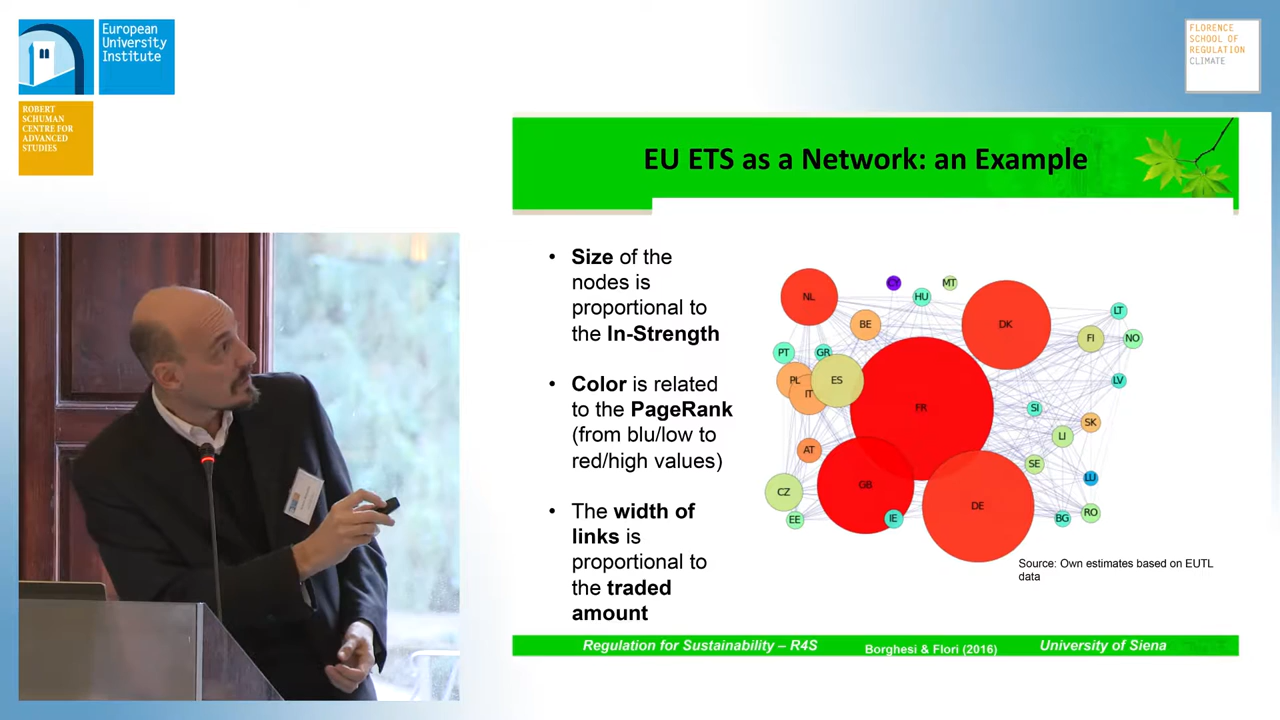 European
University
Institute
ROBERT
SCHUMAN
CENTRE FOR
ADVANCED
STUDIES
FLORENCE
SCHOOL OF
REGULATION
CLIMATE
EU ETS as a Network: an Example
• Size of the
nodes is
proportional to
the In-Strength
• Color is related
to the PageRank
(from blu/low to
red/high values)
• The width of
links is
proportional to
the traded
amount
NL
CY
MT
HU
BE
DK
LT
FI
NO
PT
GR
PL
IT
ES
FR
LV
SI
SK
LI
AT
SE
GB
DE
LU
CZ
EE
IE
BG
RO
Source: Own estimates based on EUTL
data
Regulation for Sustainability – R4S
Borghesi & Flori (2016)
University of Siena